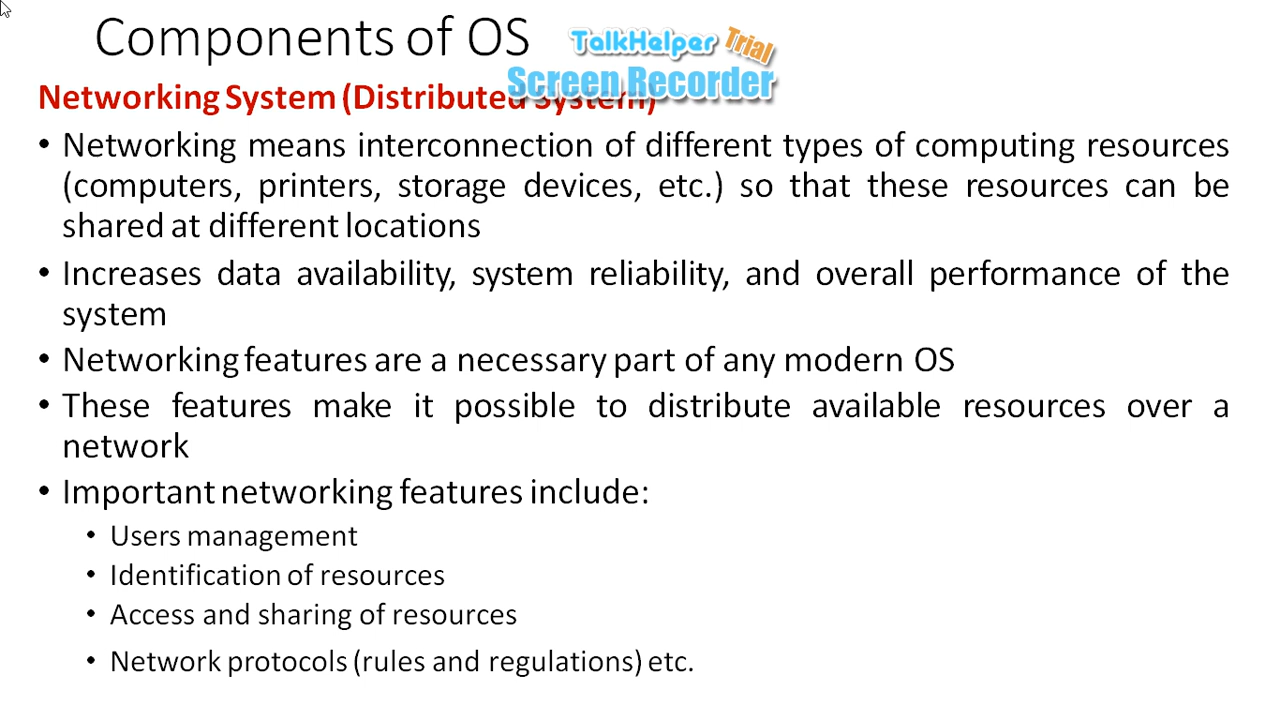 Components of OS
TalkHelper Trial
Screen Recorder
Networking System (Distributed System)
• Networking means interconnection of different types of computing resources
(computers, printers, storage devices, etc.) so that these resources can be
shared at different locations
• Increases data availability, system reliability, and overall performance of the
system
• Networking features are a necessary part of any modern OS
• These features make it possible to distribute available resources over a
network
• Important networking features include:
• Users management
• Identification of resources
• Access and sharing of resources
• Network protocols (rules and regulations) etc.